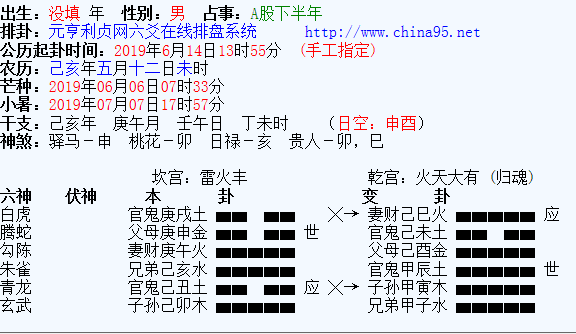 出生：没填 年  性别：男  占事：A股下半年
排卦：元亨利贞网六爻在线排盘系统    http://www.china95.net
公历起卦时间：2019年6月14日13时55分  (手工指定)
农历：己亥年五月十二日未时
芒种：2019年06月06日07时33分
小暑：2019年07月07日17时57分
干支：己亥年  庚午月  壬午日  丁未时    (日空：申酉)
神煞：驿马－申  桃花－卯  日禄－亥  贵人－卯，巳
坎宫：雷火丰    乾宫：火天大有 (归魂)
六神  伏神  本  卦    变  卦
白虎  官鬼庚戌土 ▅▅ ▅▅ ×→ 妻财己巳火 ▅▅▅▅▅ 应
腾蛇  父母庚申金 ▅▅ ▅▅ 世  官鬼己未土 ▅▅ ▅▅
勾陈  妻财庚午火 ▅▅▅▅▅  父母己酉金 ▅▅▅▅▅
朱雀  兄弟己亥水 ▅▅▅▅▅  官鬼甲辰土 ▅▅▅▅▅ 世
青龙  官鬼己丑土 ▅▅ ▅▅ 应 ×→ 子孙甲寅木 ▅▅▅▅▅
玄武  子孙己卯木 ▅▅▅▅▅  兄弟甲子水 ▅▅▅▅▅